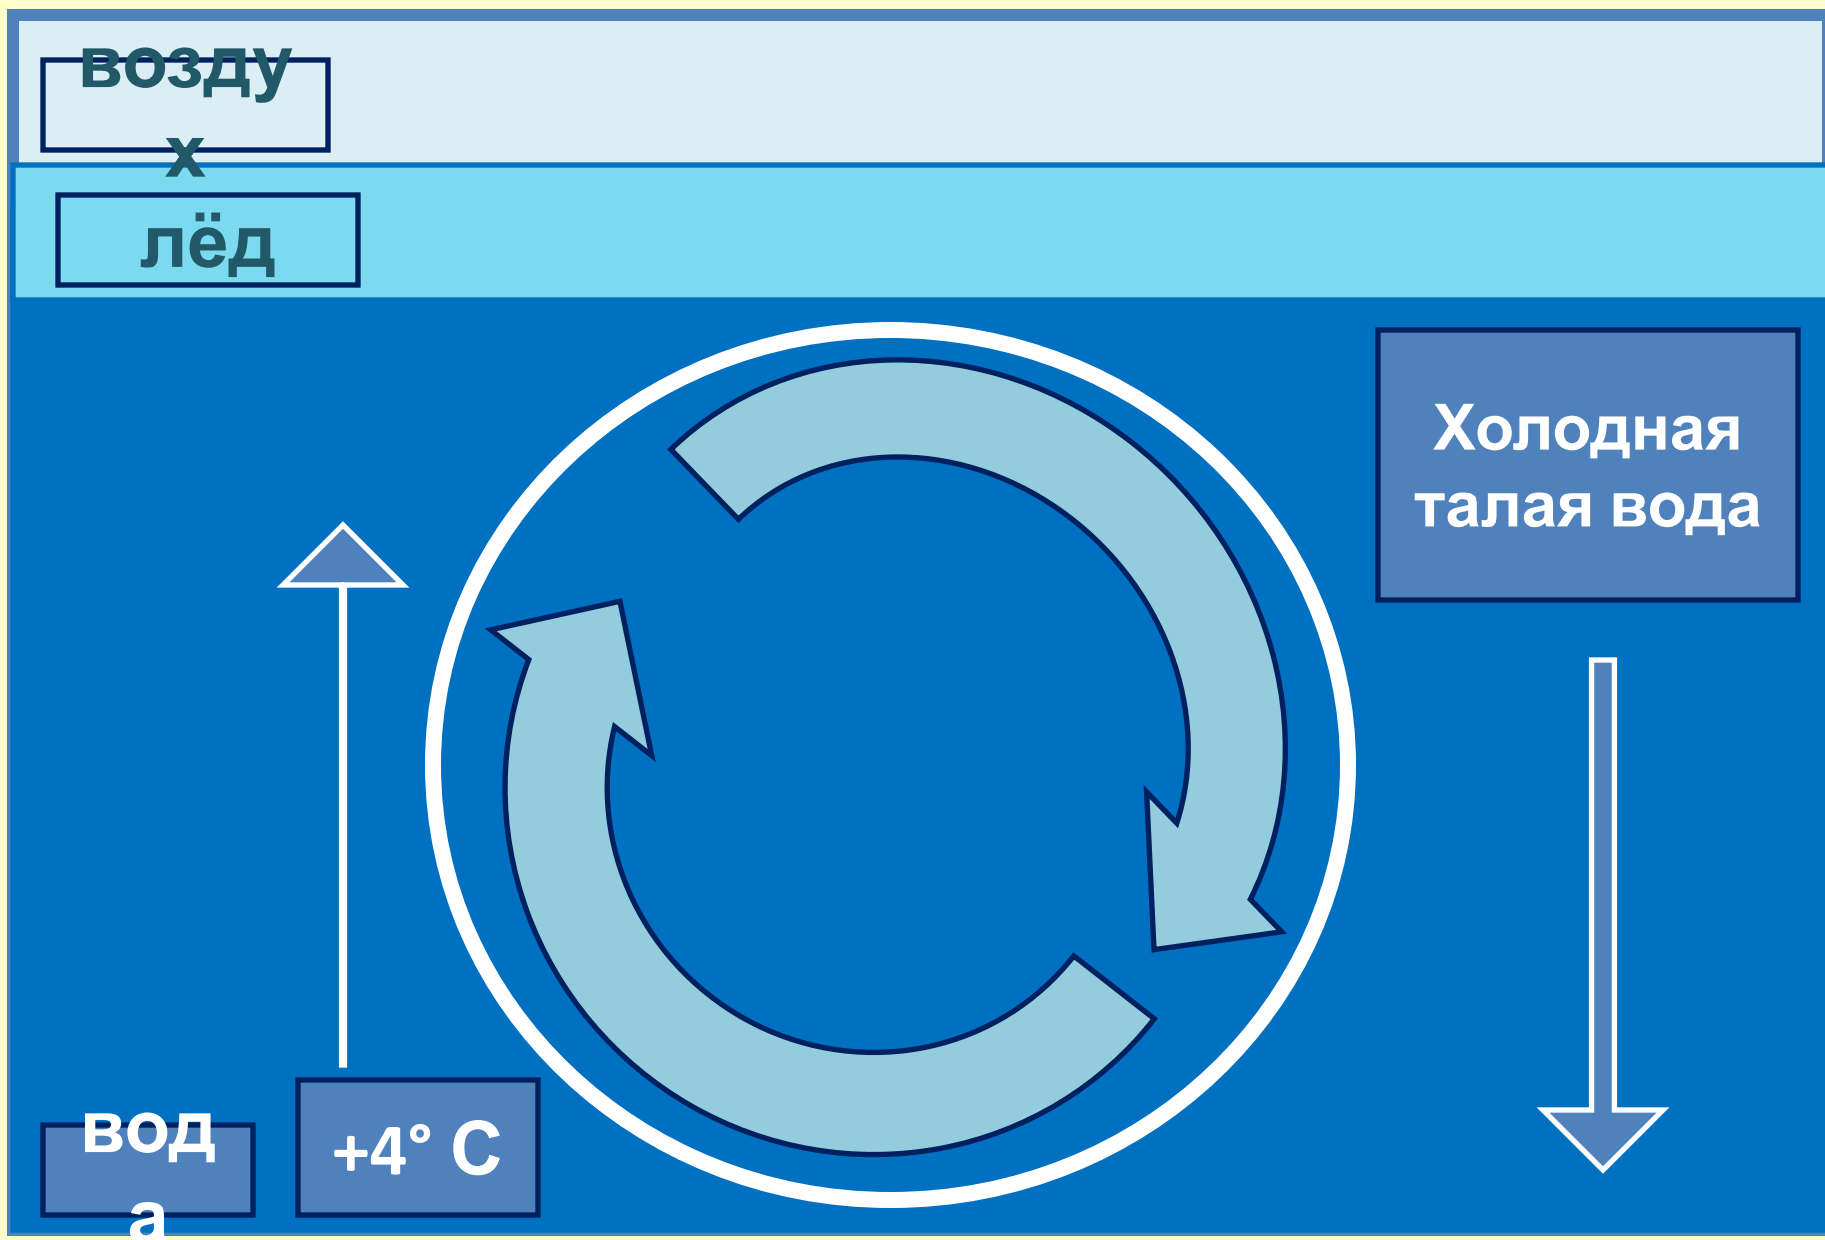 возду
х
лёд
Холодная
талая вода
+4° С
вод
а